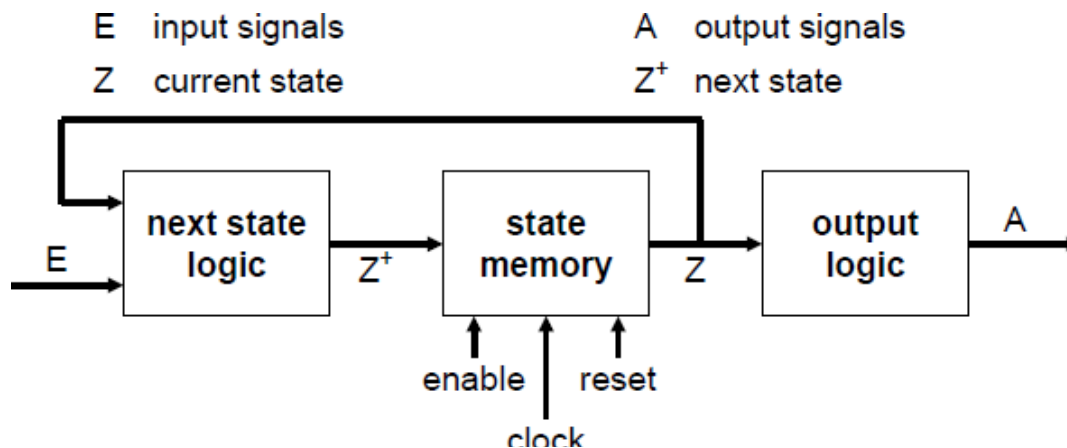 E input signals A output signals
Z current state Z+ next state
next state logic
state memory
output logic
E
Z+
Z
A
enable
reset
clock